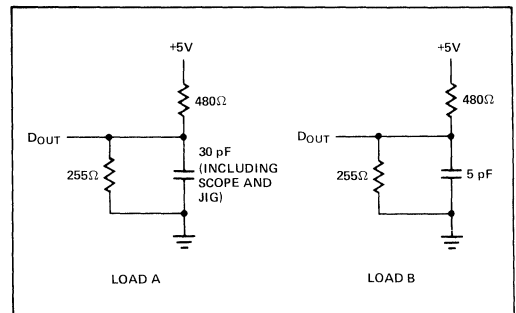 +5V
480Ω
DOUT
255Ω
30 pF
(INCLUDING
SCOPE AND
JIG)
LOAD A
+5V
480Ω
DOUT
255Ω
5 pF
LOAD B